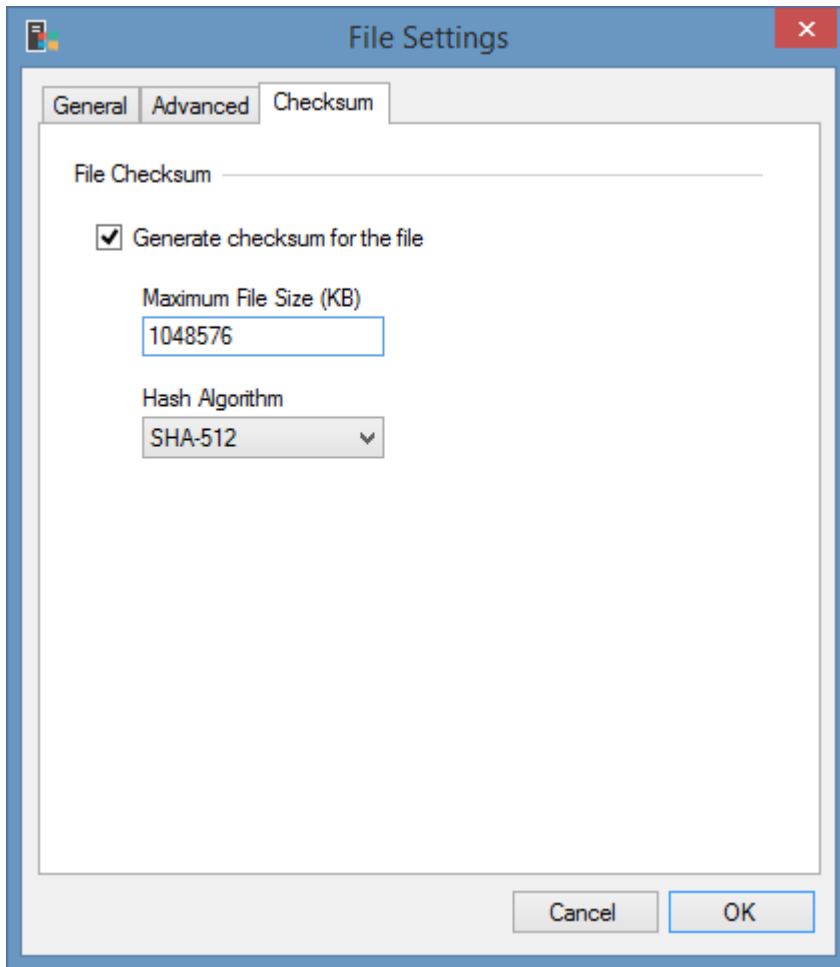 File Settings
General Advanced Checksum
File Checksum
Generate checksum for the file
Maximum File Size (KB)
1048576
Hash Algorithm
SHA-512
Cancel OK